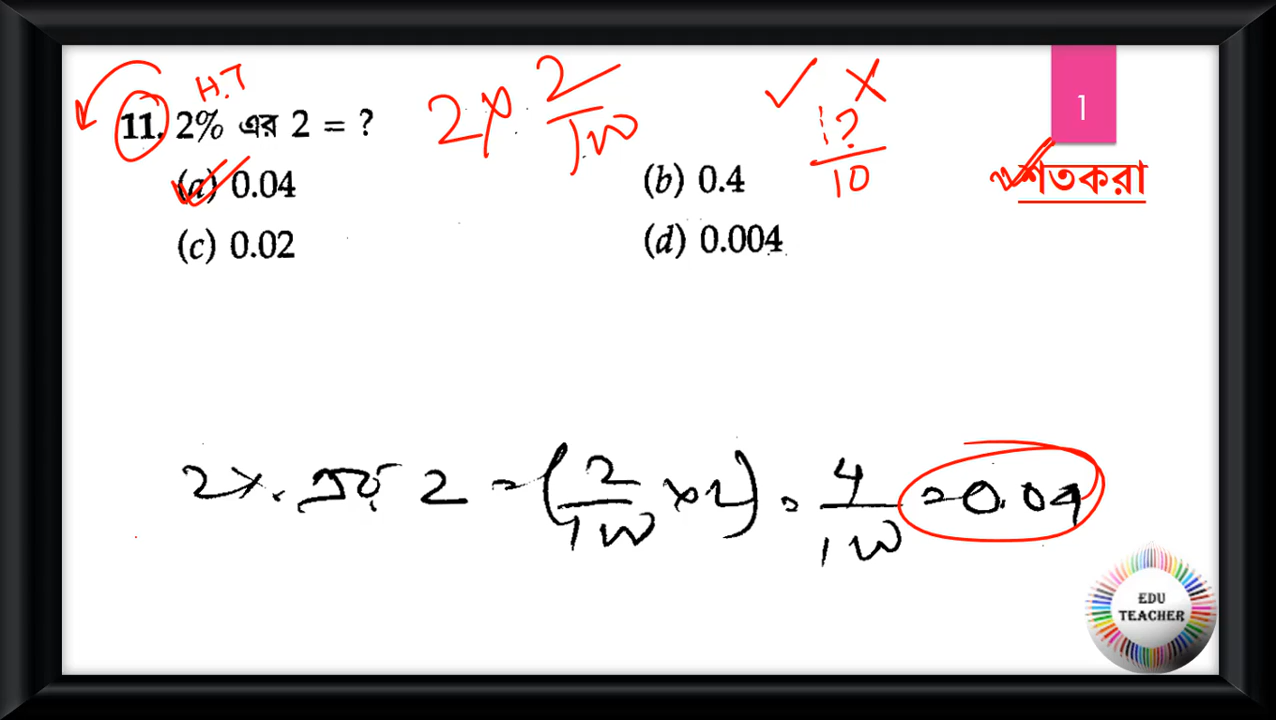 H.T
11. 2% এর 2 = ?
2 × 2/100
✓ ×
1?/10
1
শতকরা
(a) 0.04
(b) 0.4
(c) 0.02
(d) 0.004
2%. এর 2 = (2/100 × 2) = 4/100 = 0.04
EDU
TEACHER